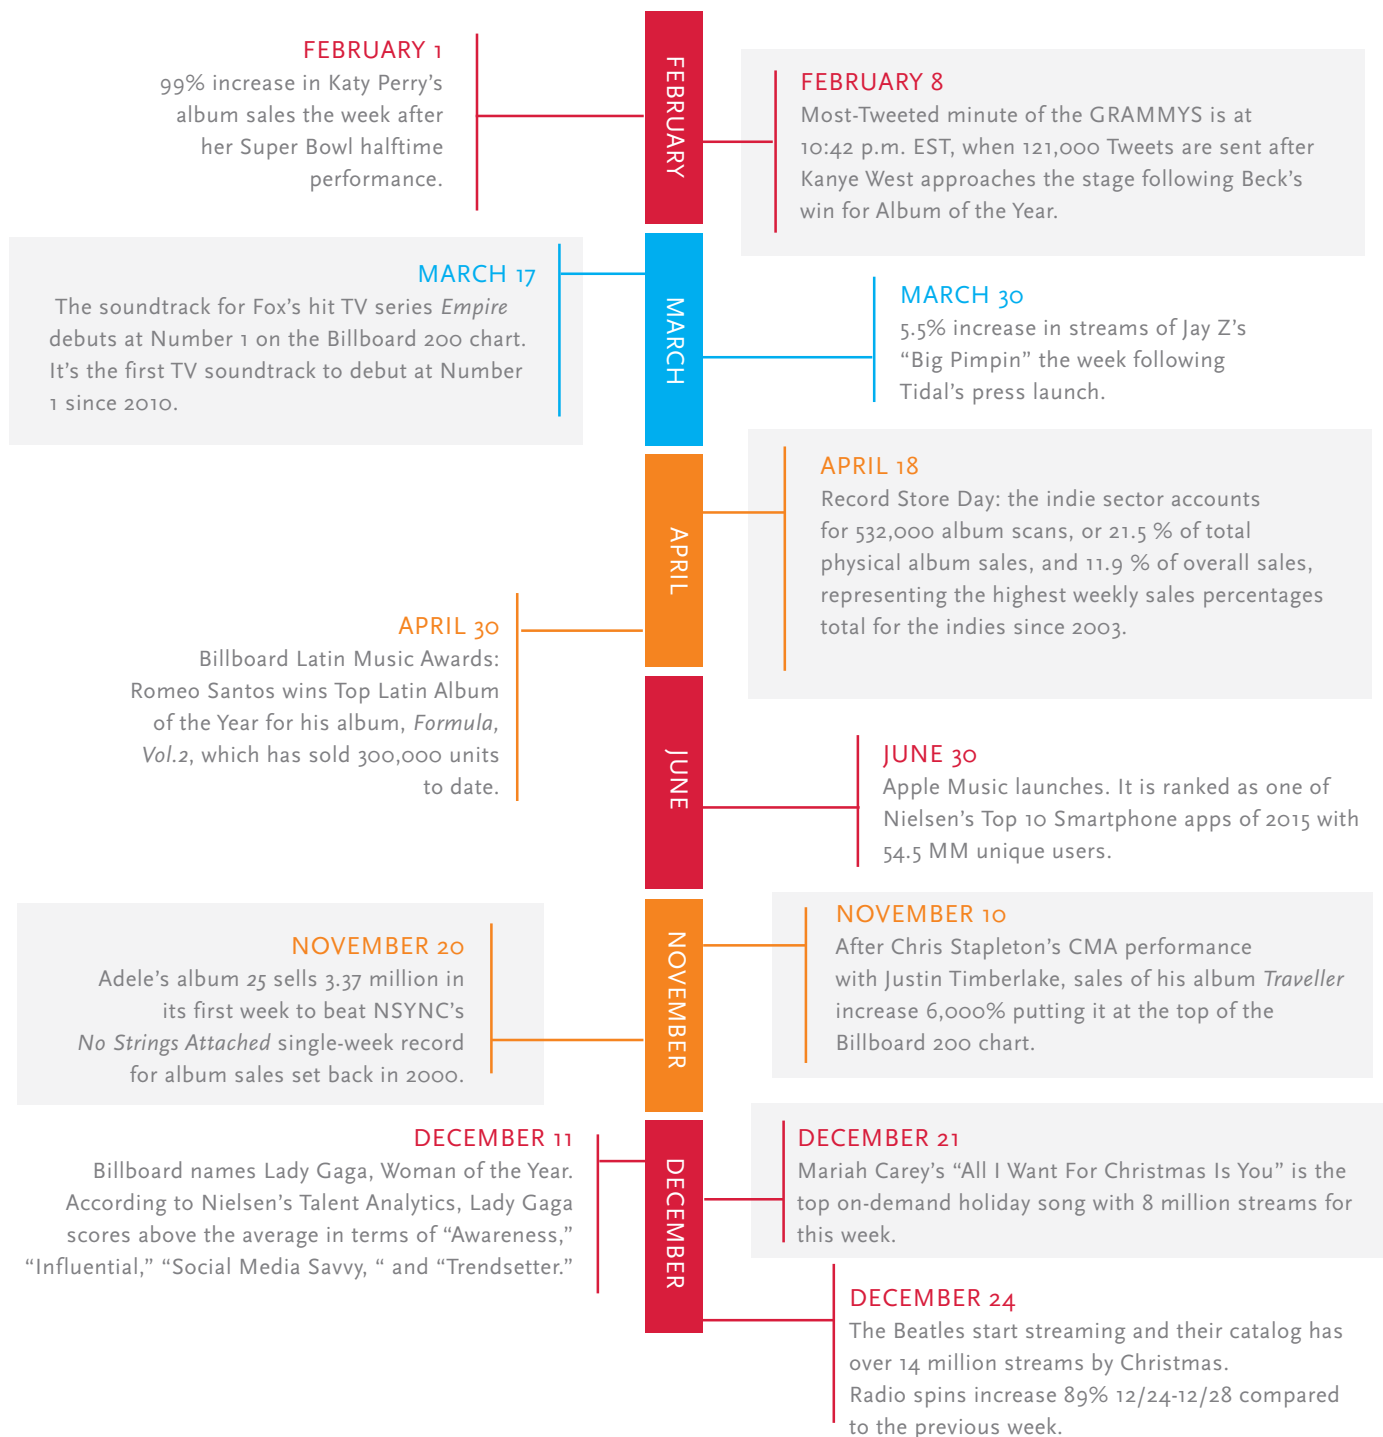 FEBRUARY
FEBRUARY 1
99% increase in Katy Perry’s
album sales the week after
her Super Bowl halftime
performance.
FEBRUARY 8
Most-Tweeted minute of the GRAMMYS is at
10:42 p.m. EST, when 121,000 Tweets are sent after
Kanye West approaches the stage following Beck’s
win for Album of the Year.
MARCH
MARCH 17
The soundtrack for Fox’s hit TV series Empire
debuts at Number 1 on the Billboard 200 chart.
It’s the first TV soundtrack to debut at Number
1 since 2010.
MARCH 30
5.5% increase in streams of Jay Z’s
“Big Pimpin” the week following
Tidal’s press launch.
APRIL
APRIL 18
Record Store Day: the indie sector accounts
for 532,000 album scans, or 21.5 % of total
physical album sales, and 11.9 % of overall sales,
representing the highest weekly sales percentages
total for the indies since 2003.
APRIL 30
Billboard Latin Music Awards:
Romeo Santos wins Top Latin Album
of the Year for his album, Formula,
Vol.2, which has sold 300,000 units
to date.
JUNE
JUNE 30
Apple Music launches. It is ranked as one of
Nielsen’s Top 10 Smartphone apps of 2015 with
54.5 MM unique users.
NOVEMBER
NOVEMBER 10
After Chris Stapleton’s CMA performance
with Justin Timberlake, sales of his album Traveller
increase 6,000% putting it at the top of the
Billboard 200 chart.
NOVEMBER 20
Adele’s album 25 sells 3.37 million in
its first week to beat NSYNC’s
No Strings Attached single-week record
for album sales set back in 2000.
DECEMBER
DECEMBER 11
Billboard names Lady Gaga, Woman of the Year.
According to Nielsen’s Talent Analytics, Lady Gaga
scores above the average in terms of “Awareness,”
“Influential,” “Social Media Savvy, “ and “Trendsetter.”
DECEMBER 21
Mariah Carey’s “All I Want For Christmas Is You” is the
top on-demand holiday song with 8 million streams for
this week.
DECEMBER 24
The Beatles start streaming and their catalog has
over 14 million streams by Christmas.
Radio spins increase 89% 12/24-12/28 compared
to the previous week.